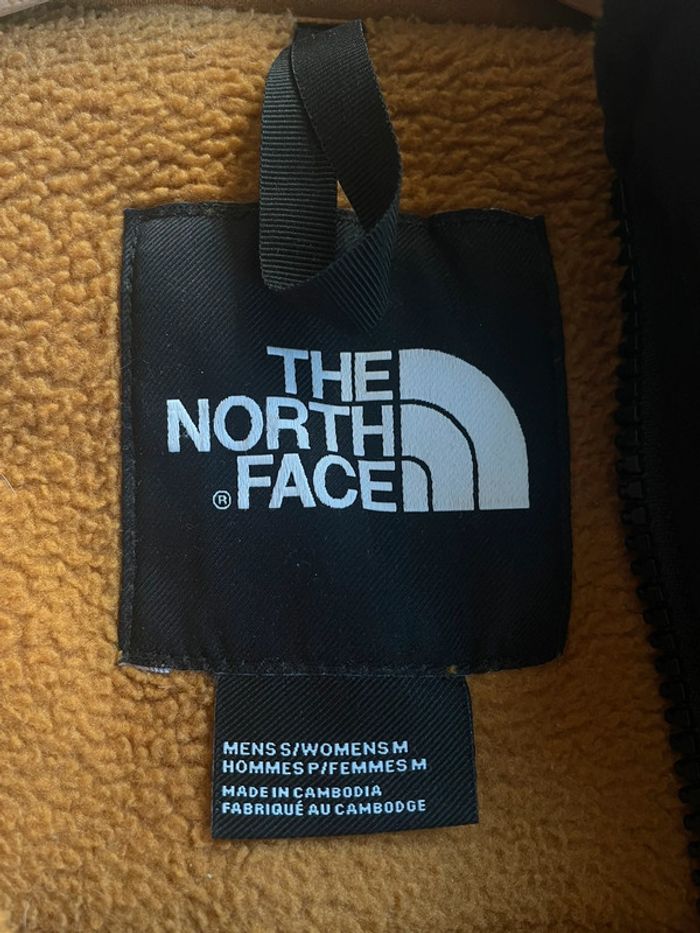 THE
NORTH
® FACE
MENS S/WOMENS M
HOMMES P/FEMMES M
MADE IN CAMBODIA
FABRIQUÉ AU CAMBODGE